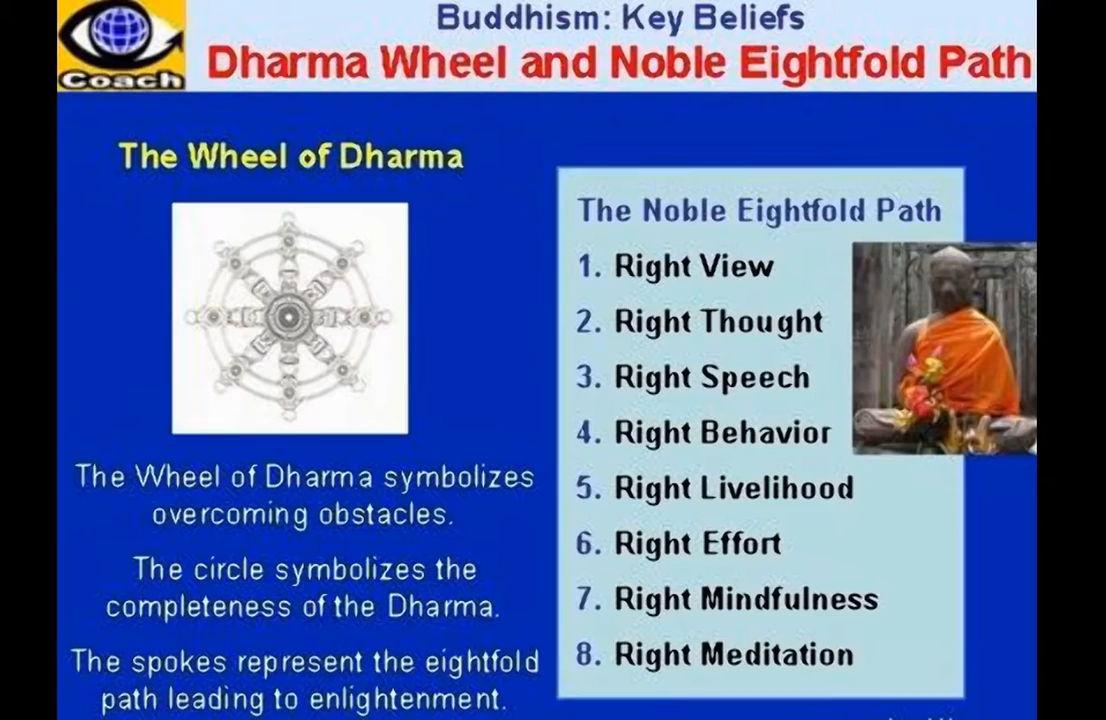 Coach
Buddhism: Key Beliefs
Dharma Wheel and Noble Eightfold Path
The Wheel of Dharma
The Wheel of Dharma symbolizes
overcoming obstacles.
The circle symbolizes the
completeness of the Dharma.
The spokes represent the eightfold
path leading to enlightenment.
The Noble Eightfold Path
1. Right View
2. Right Thought
3. Right Speech
4. Right Behavior
5. Right Livelihood
6. Right Effort
7. Right Mindfulness
8. Right Meditation